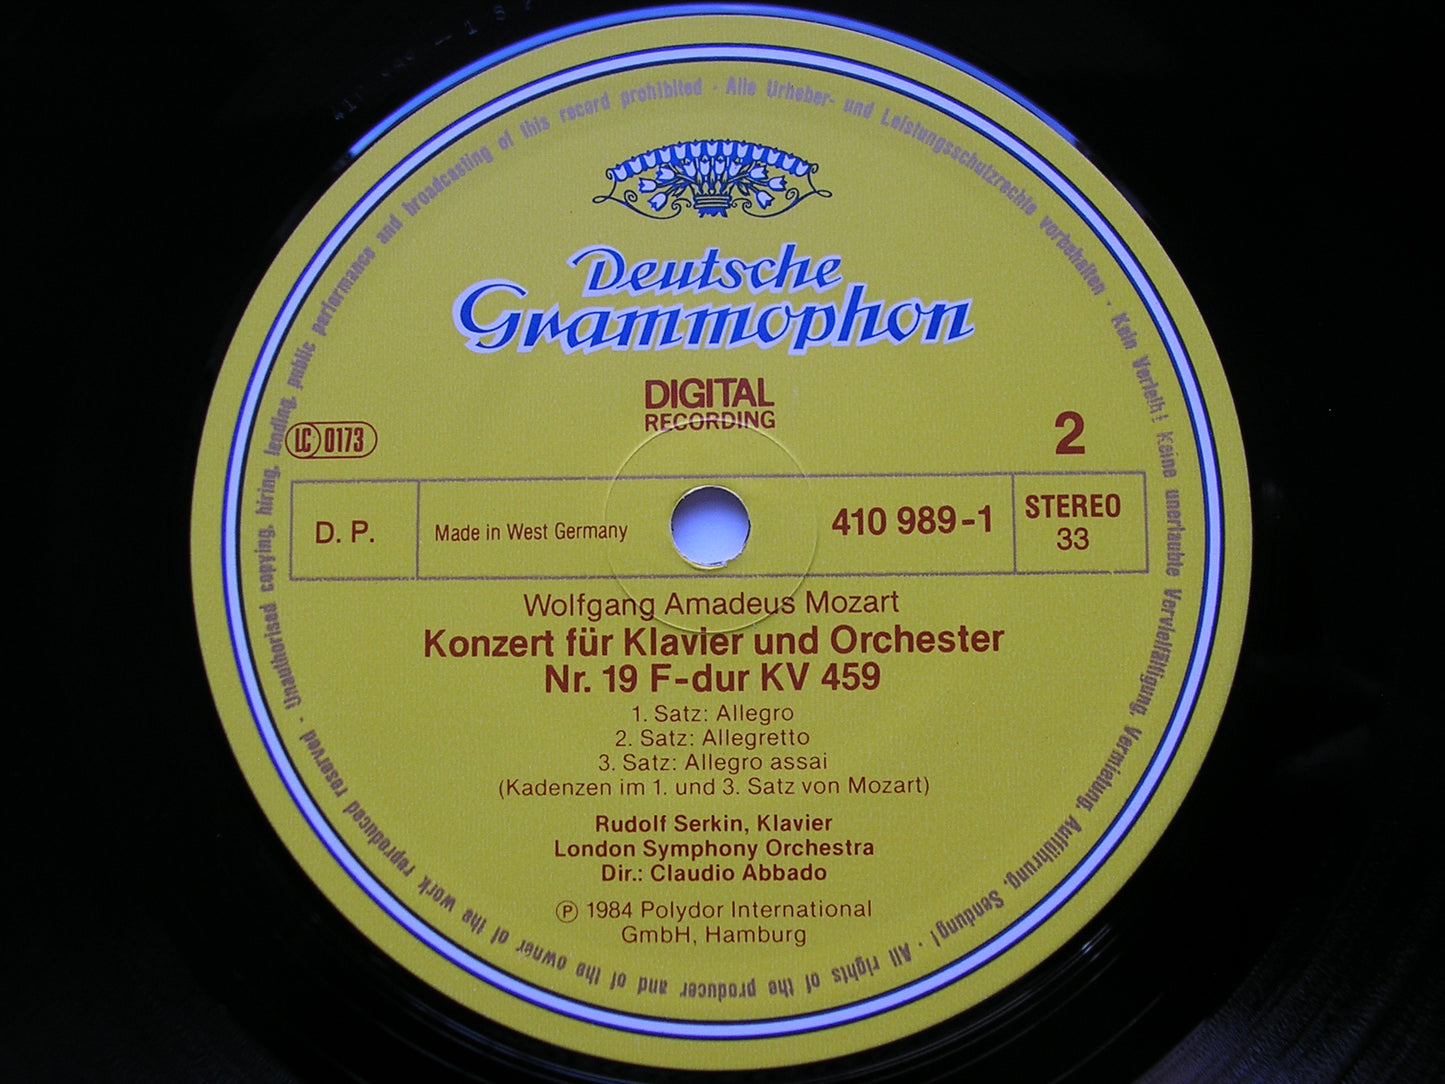 Deutsche
Grammophon
DIGITAL
RECORDING
LC 0173
2
D. P.
Made in West Germany
410 989-1
STEREO
33
Wolfgang Amadeus Mozart
Konzert für Klavier und Orchester
Nr. 19 F-dur KV 459
1. Satz: Allegro
2. Satz: Allegretto
3. Satz: Allegro assai
(Kadenzen im 1. und 3. Satz von Mozart)
Rudolf Serkin, Klavier
London Symphony Orchestra
Dir.: Claudio Abbado
℗ 1984 Polydor International
GmbH, Hamburg
Alle Urheber- und Leistungsschutzrechte vorbehalten · Kein Verleih! Keine unerlaubte Vervielfältigung, Vermietung, Aufführung, Sendung! · All rights of the producer and of the owner of the work reproduced reserved · Unauthorised copying, hiring, lending, public performance and broadcasting of this record prohibited ·